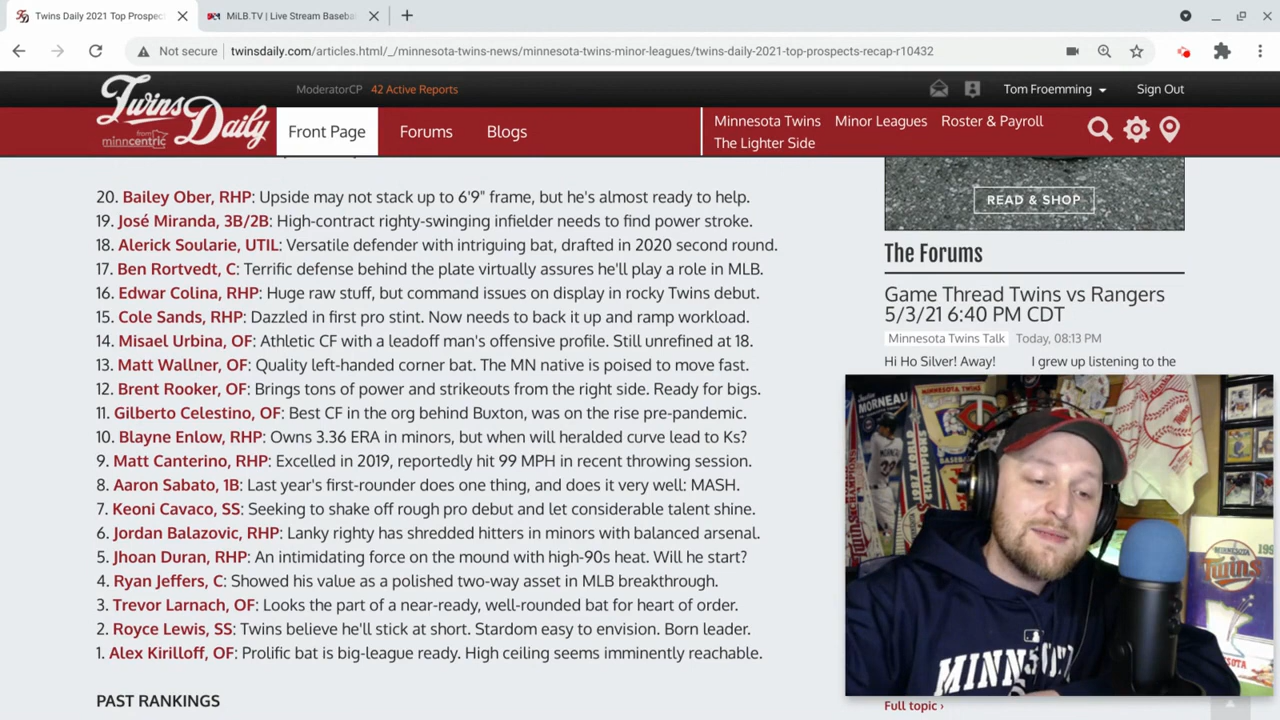 Twins Daily 2021 Top Prospec
MiLB.TV | Live Stream Baseba
Not secure
twinsdaily.com/articles.html/_/minnesota-twins-news/minnesota-twins-minor-leagues/twins-daily-2021-top-prospects-recap-r10432
ModeratorCP 42 Active Reports
Tom Froemming
Sign Out
Twins Daily
from
minncentric
Front Page
Forums
Blogs
Minnesota Twins
Minor Leagues
Roster & Payroll
The Lighter Side
20. Bailey Ober, RHP: Upside may not stack up to 6'9" frame, but he's almost ready to help.
19. José Miranda, 3B/2B: High-contract righty-swinging infielder needs to find power stroke.
18. Alerick Soularie, UTIL: Versatile defender with intriguing bat, drafted in 2020 second round.
17. Ben Rortvedt, C: Terrific defense behind the plate virtually assures he'll play a role in MLB.
16. Edwar Colina, RHP: Huge raw stuff, but command issues on display in rocky Twins debut.
15. Cole Sands, RHP: Dazzled in first pro stint. Now needs to back it up and ramp workload.
14. Misael Urbina, OF: Athletic CF with a leadoff man's offensive profile. Still unrefined at 18.
13. Matt Wallner, OF: Quality left-handed corner bat. The MN native is poised to move fast.
12. Brent Rooker, OF: Brings tons of power and strikeouts from the right side. Ready for bigs.
11. Gilberto Celestino, OF: Best CF in the org behind Buxton, was on the rise pre-pandemic.
10. Blayne Enlow, RHP: Owns 3.36 ERA in minors, but when will heralded curve lead to Ks?
9. Matt Canterino, RHP: Excelled in 2019, reportedly hit 99 MPH in recent throwing session.
8. Aaron Sabato, 1B: Last year's first-rounder does one thing, and does it very well: MASH.
7. Keoni Cavaco, SS: Seeking to shake off rough pro debut and let considerable talent shine.
6. Jordan Balazovic, RHP: Lanky righty has shredded hitters in minors with balanced arsenal.
5. Jhoan Duran, RHP: An intimidating force on the mound with high-90s heat. Will he start?
4. Ryan Jeffers, C: Showed his value as a polished two-way asset in MLB breakthrough.
3. Trevor Larnach, OF: Looks the part of a near-ready, well-rounded bat for heart of order.
2. Royce Lewis, SS: Twins believe he'll stick at short. Stardom easy to envision. Born leader.
1. Alex Kirilloff, OF: Prolific bat is big-league ready. High ceiling seems imminently reachable.
PAST RANKINGS
READ & SHOP
The Forums
Game Thread Twins vs Rangers
5/3/21 6:40 PM CDT
Minnesota Twins Talk
Today, 08:13 PM
Hi Ho Silver! Away!
I grew up listening to the
MORNEAU
Twins
MINN
Full topic ›